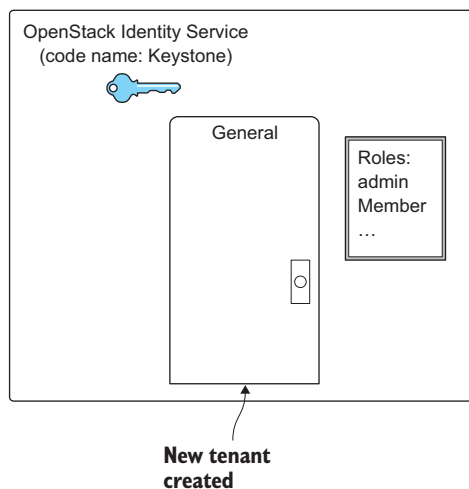 OpenStack Identity Service
(code name: Keystone)
General
Roles:
admin
Member
…
New tenant
created